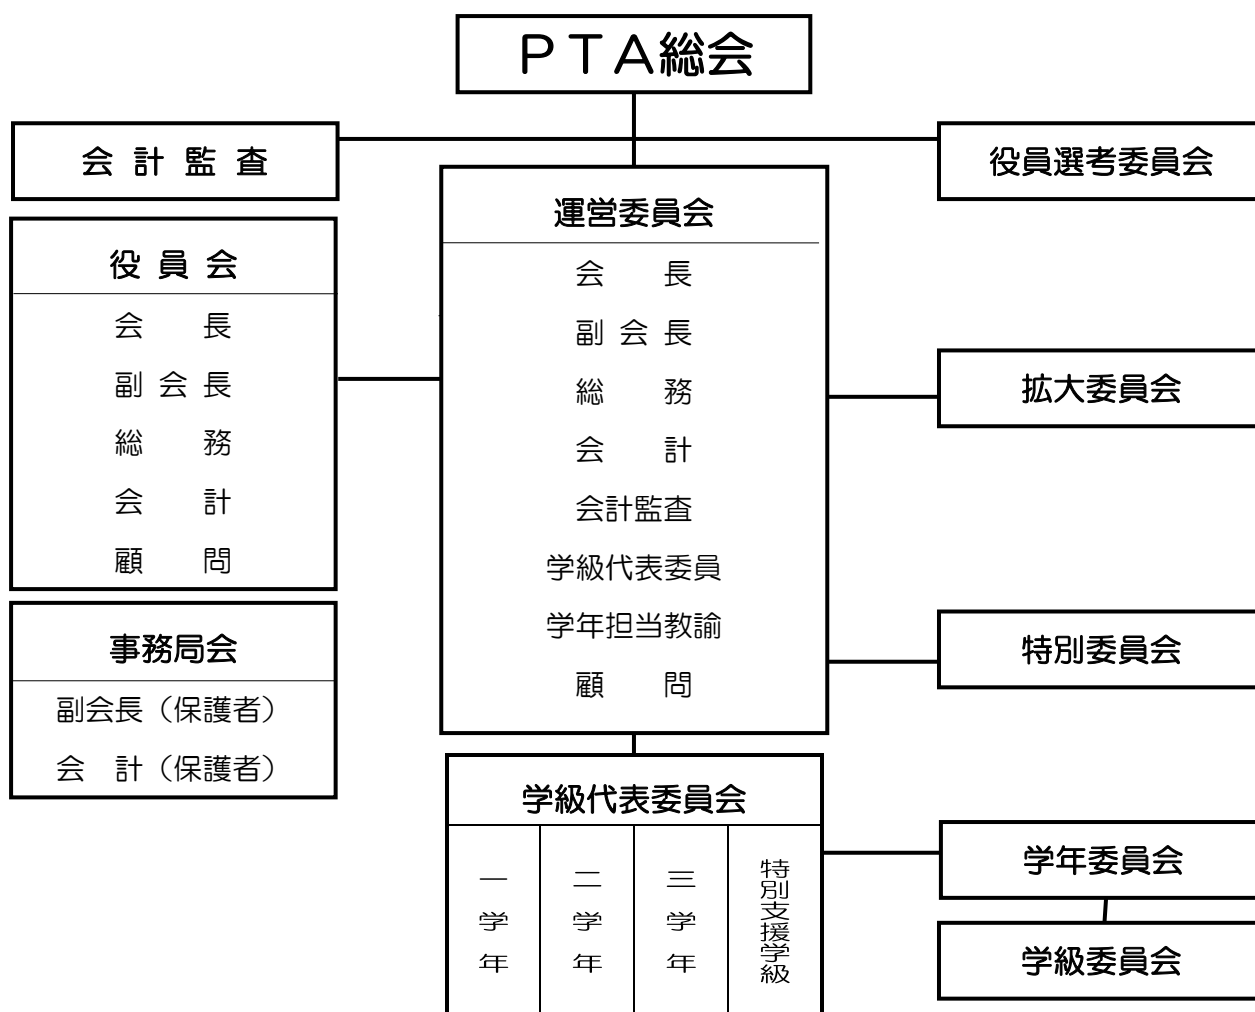 ＰＴＡ総会
会計監査
役員選考委員会
役員会
会　　長
副会長
総　　務
会　　計
顧　　問
事務局会
副会長（保護者）
会　計（保護者）
運営委員会
会　　長
副会長
総　　務
会　　計
会計監査
学級代表委員
学年担当教諭
顧　　問
拡大委員会
特別委員会
学級代表委員会
一学年
二学年
三学年
特別支援学級
学年委員会
学級委員会